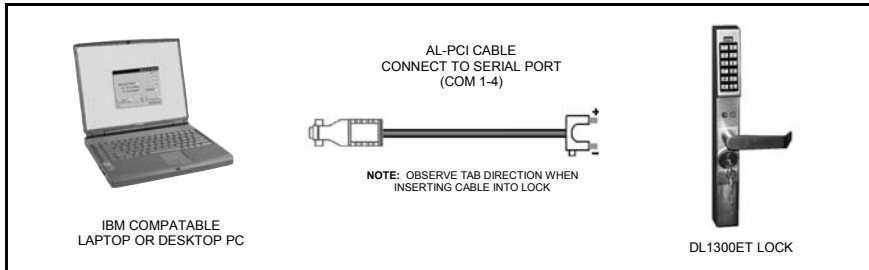 AL-PCI CABLE
CONNECT TO SERIAL PORT
(COM 1-4)
+
–
NOTE: OBSERVE TAB DIRECTION WHEN
INSERTING CABLE INTO LOCK
IBM COMPATABLE
LAPTOP OR DESKTOP PC
DL1300ET LOCK